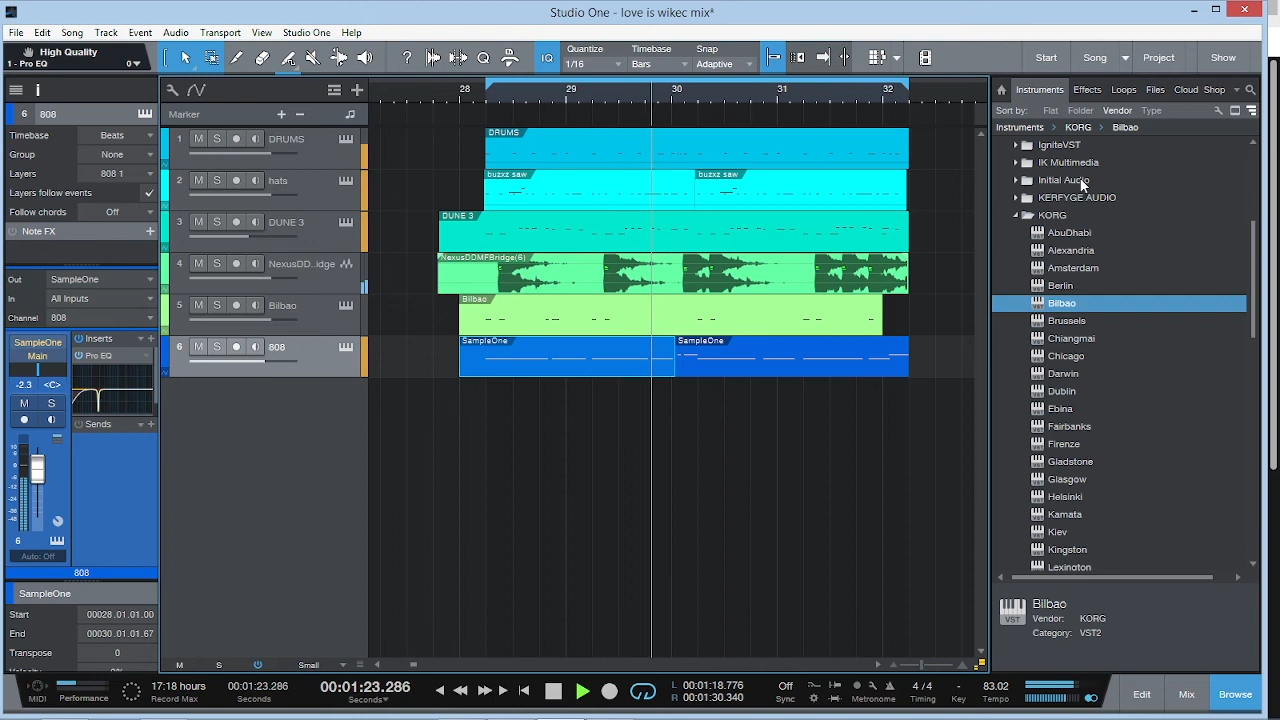 Studio One - love is wikec mix*
File Edit Song Track Event Audio Transport View Studio One Help
High Quality
1 - Pro EQ 0
IQ
Quantize
1/16
Timebase
Bars
Snap
Adaptive
Start Song Project Show
6 808
Timebase Beats
Group None
Layers 808 1
Layers follow events
Follow chords Off
Note FX
Out SampleOne
In All Inputs
Channel 808
SampleOne
Main
-2.3 <C>
M S
6
Auto: Off
808
Inserts
Pro EQ
Sends
SampleOne
Start 00028.01.01.00
End 00030.01.01.67
Transpose 0
Marker
28 29 30 31 32
1 M S DRUMS
2 M S hats
3 M S DUNE 3
4 M S NexusDD..idge
5 M S Bilbao
6 M S 808
DRUMS
buzxz saw buzxz saw
DUNE 3
NexusDDMFBridge(6)
Bilbao
SampleOne SampleOne
M S Small
Instruments Effects Loops Files Cloud Shop
Sort by: Flat Folder Vendor Type
Instruments > KORG > Bilbao
IgniteVST
IK Multimedia
Initial Audio
KERFYGE AUDIO
KORG
AbuDhabi
Alexandria
Amsterdam
Berlin
Bilbao
Brussels
Chiangmai
Chicago
Darwin
Dublin
Ebina
Fairbanks
Firenze
Gladstone
Glasgow
Helsinki
Kamata
Kiev
Kingston
Lexington
VST
Bilbao
Vendor: KORG
Category: VST2
MIDI
Performance
17:18 hours
Record Max
00:01:23.286
Seconds
00:01:23.286
Seconds
L 00:01:18.776
R 00:01:30.340
Off
Sync
Metronome
4 / 4
Timing
-
Key
83.02
Tempo
Edit Mix Browse